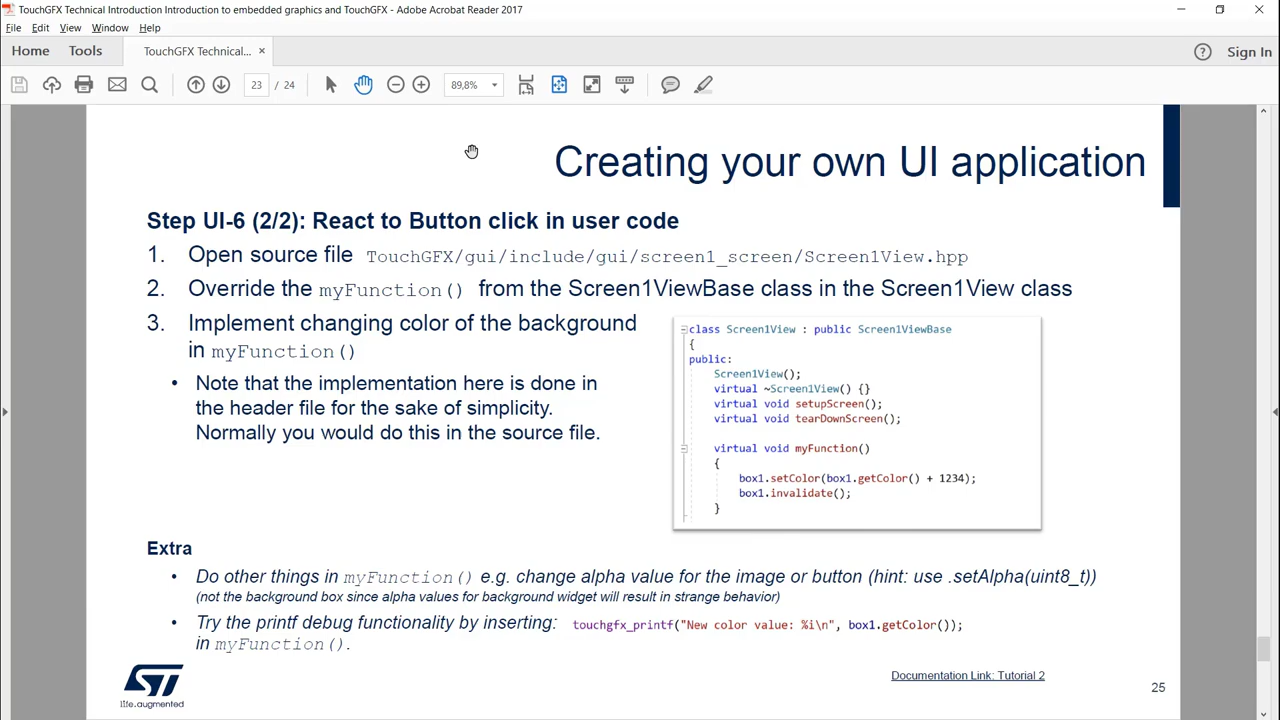 TouchGFX Technical Introduction Introduction to embedded graphics and TouchGFX - Adobe Acrobat Reader 2017
File Edit View Window Help
Home Tools TouchGFX Technical... × Sign In
23 / 24 89,8%
Creating your own UI application
Step UI-6 (2/2): React to Button click in user code
1. Open source file TouchGFX/gui/include/gui/screen1_screen/Screen1View.hpp
2. Override the myFunction() from the Screen1ViewBase class in the Screen1View class
3. Implement changing color of the background
in myFunction()
• Note that the implementation here is done in
the header file for the sake of simplicity.
Normally you would do this in the source file.
class Screen1View : public Screen1ViewBase
{
public:
Screen1View();
virtual ~Screen1View() {}
virtual void setupScreen();
virtual void tearDownScreen();
virtual void myFunction()
{
box1.setColor(box1.getColor() + 1234);
box1.invalidate();
}
Extra
• Do other things in myFunction() e.g. change alpha value for the image or button (hint: use .setAlpha(uint8_t))
(not the background box since alpha values for background widget will result in strange behavior)
• Try the printf debug functionality by inserting: touchgfx_printf("New color value: %i\n", box1.getColor());
in myFunction().
ST
life.augmented
Documentation Link: Tutorial 2
25